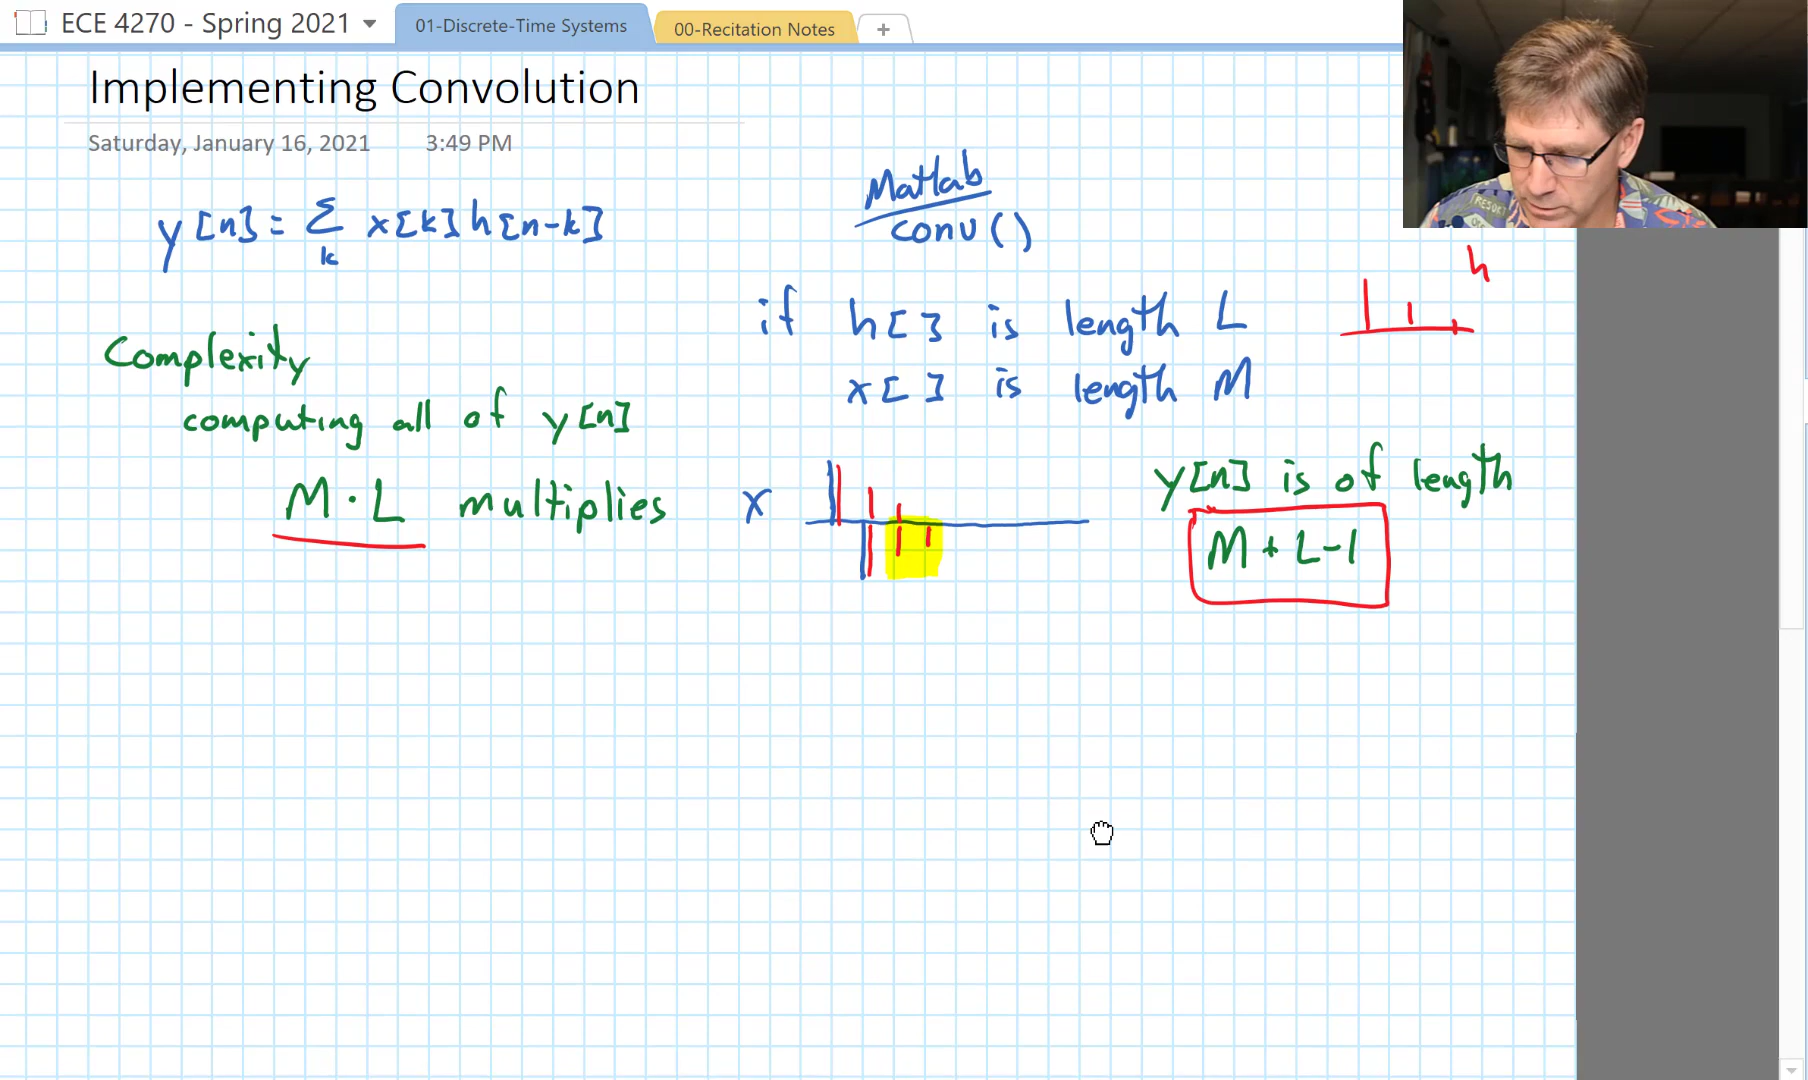 ECE 4270 - Spring 2021
01-Discrete-Time Systems
00-Recitation Notes
+
Implementing Convolution
Saturday, January 16, 2021 3:49 PM
y[n] = Σ x[k] h[n-k]
k
Matlab
conv()
h
if h[] is length L
x[] is length M
Complexity
computing all of y[n]
M · L multiplies
x
y[n] is of length
M + L - 1